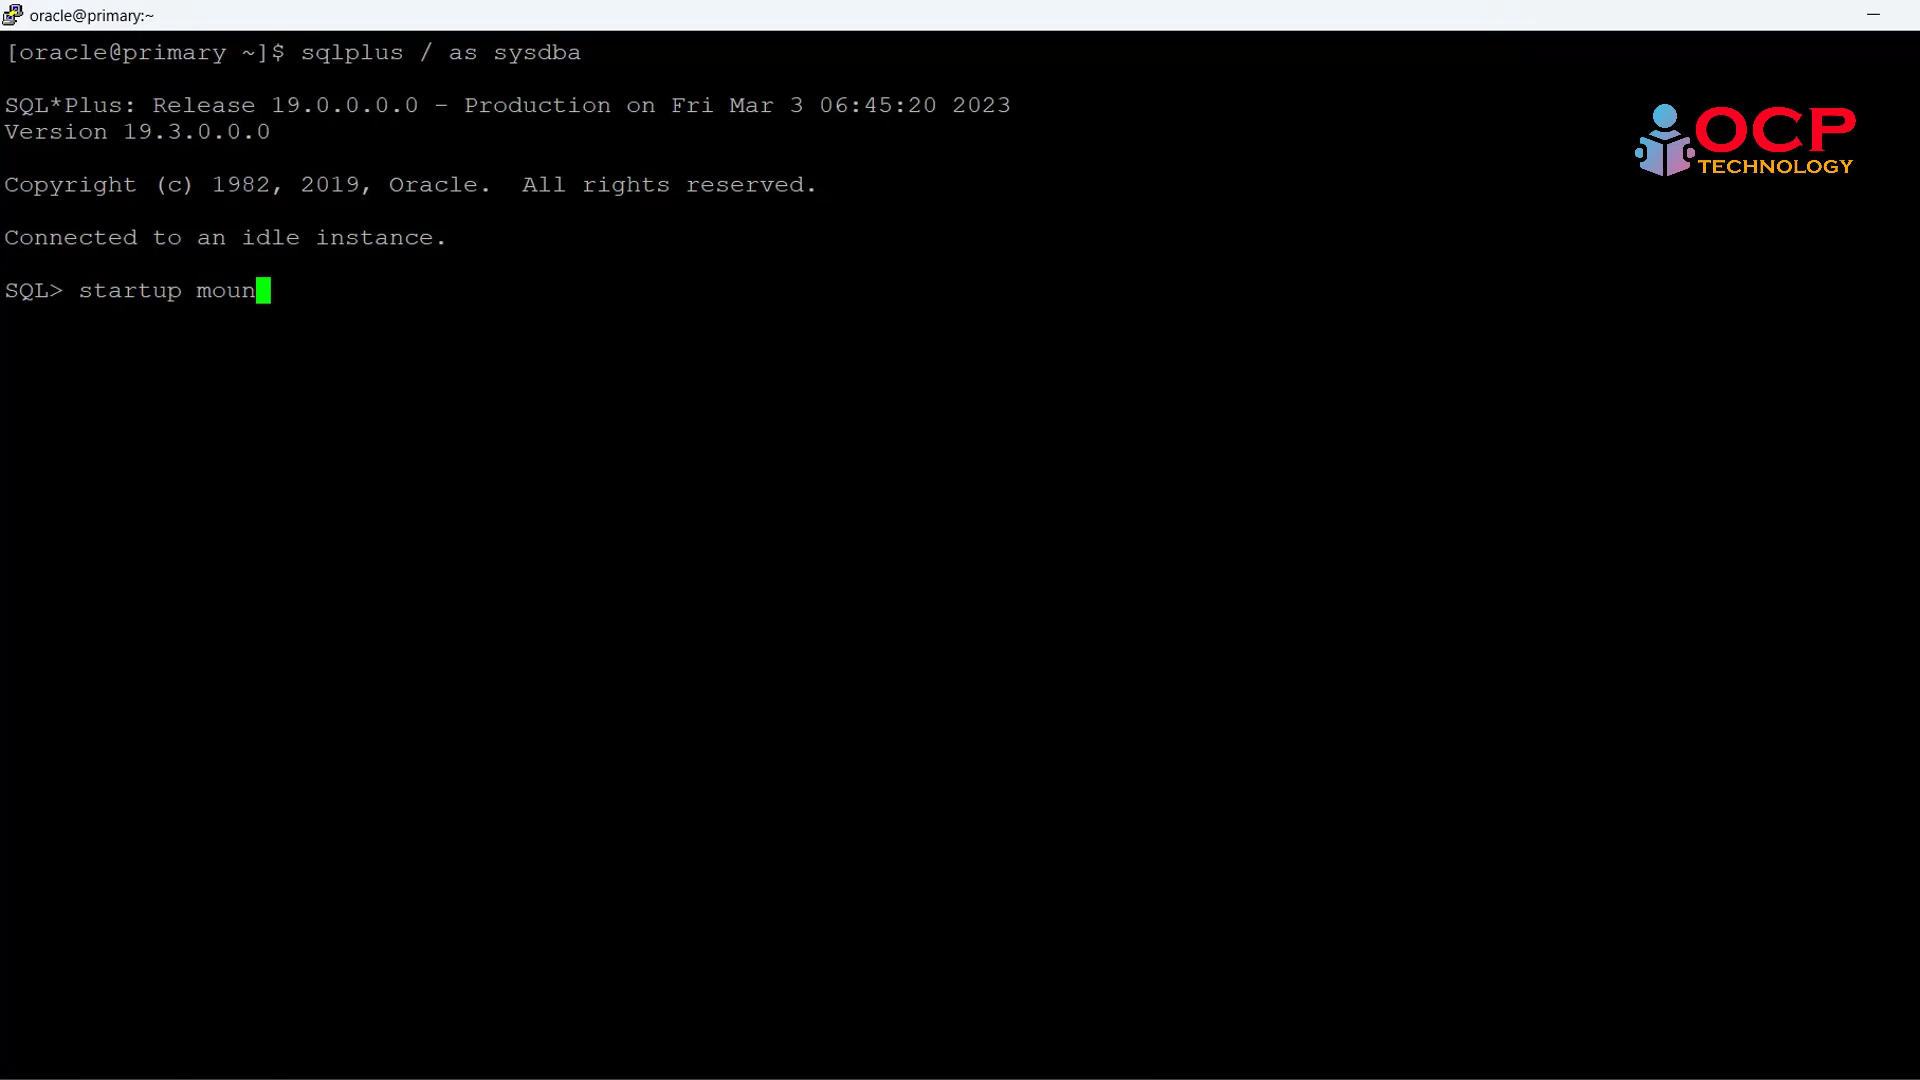 oracle@primary:~
[oracle@primary ~]$ sqlplus / as sysdba
SQL*Plus: Release 19.0.0.0.0 - Production on Fri Mar 3 06:45:20 2023
Version 19.3.0.0.0
OCP
TECHNOLOGY
Copyright (c) 1982, 2019, Oracle.  All rights reserved.
Connected to an idle instance.
SQL> startup moun